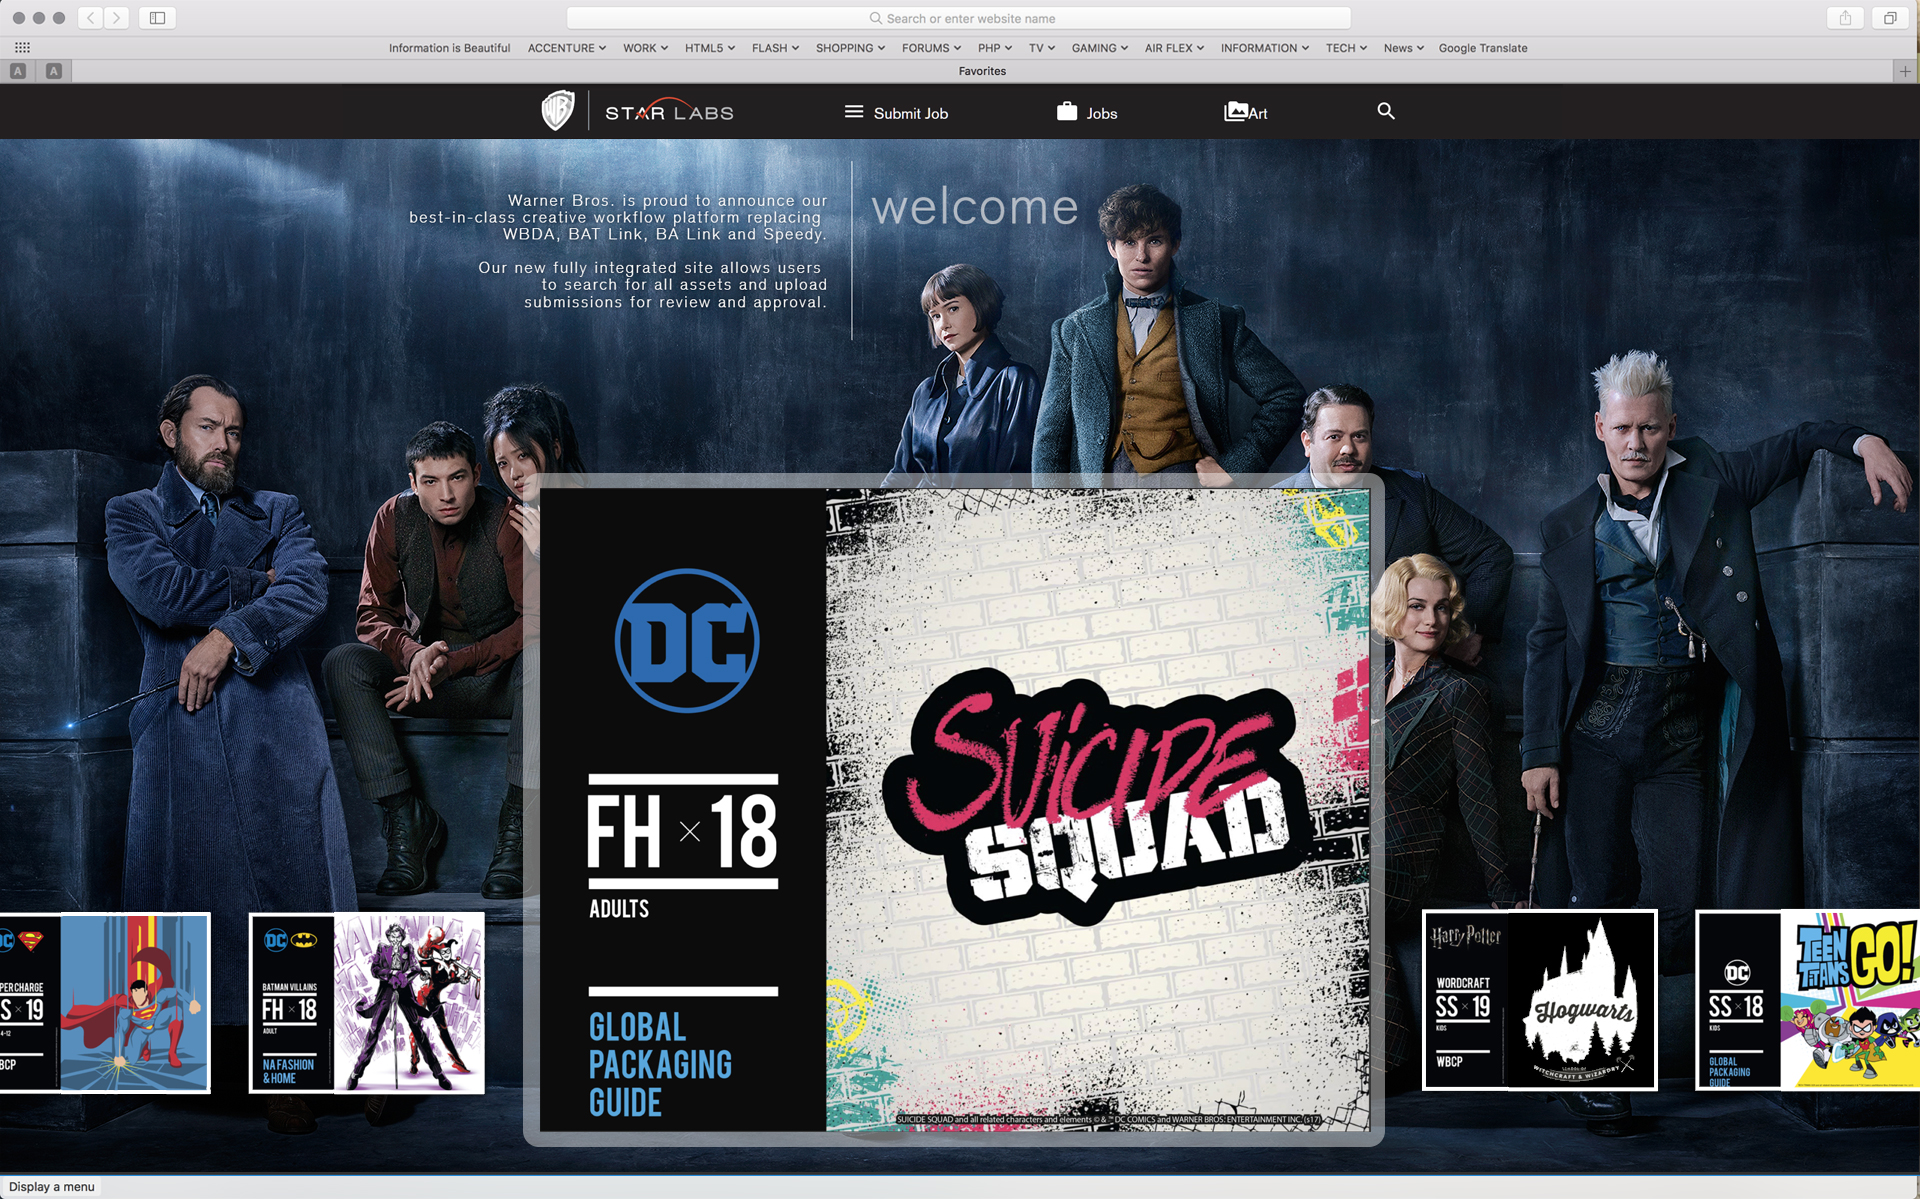 Search or enter website name
Information is Beautiful ACCENTURE WORK HTML5 FLASH SHOPPING FORUMS PHP TV GAMING AIR FLEX INFORMATION TECH News Google Translate
A A Favorites
WB STAR LABS Submit Job Jobs Art
welcome
Warner Bros. is proud to announce our
best-in-class creative workflow platform replacing
WBDA, BAT Link, BA Link and Speedy.
Our new fully integrated site allows users
to search for all assets and upload
submissions for review and approval.
DC
FH × 18
ADULTS
GLOBAL
PACKAGING
GUIDE
SUICIDE
SQUAD
SUICIDE SQUAD and all related characters and elements © & ™ DC COMICS and WARNER BROS. ENTERTAINMENT INC. (s17)
DC
PERCHARGE
S × 19
4-12
BCP
DC
BATMAN VILLAINS
FH × 18
ADULT
NA FASHION
& HOME
Harry Potter
WORDCRAFT
SS × 19
KIDS
WBCP
Hogwarts
WITCHCRAFT & WIZARDRY
DC
SS × 18
KIDS
GLOBAL
PACKAGING
GUIDE
TEEN
TITANS
GO!
Display a menu